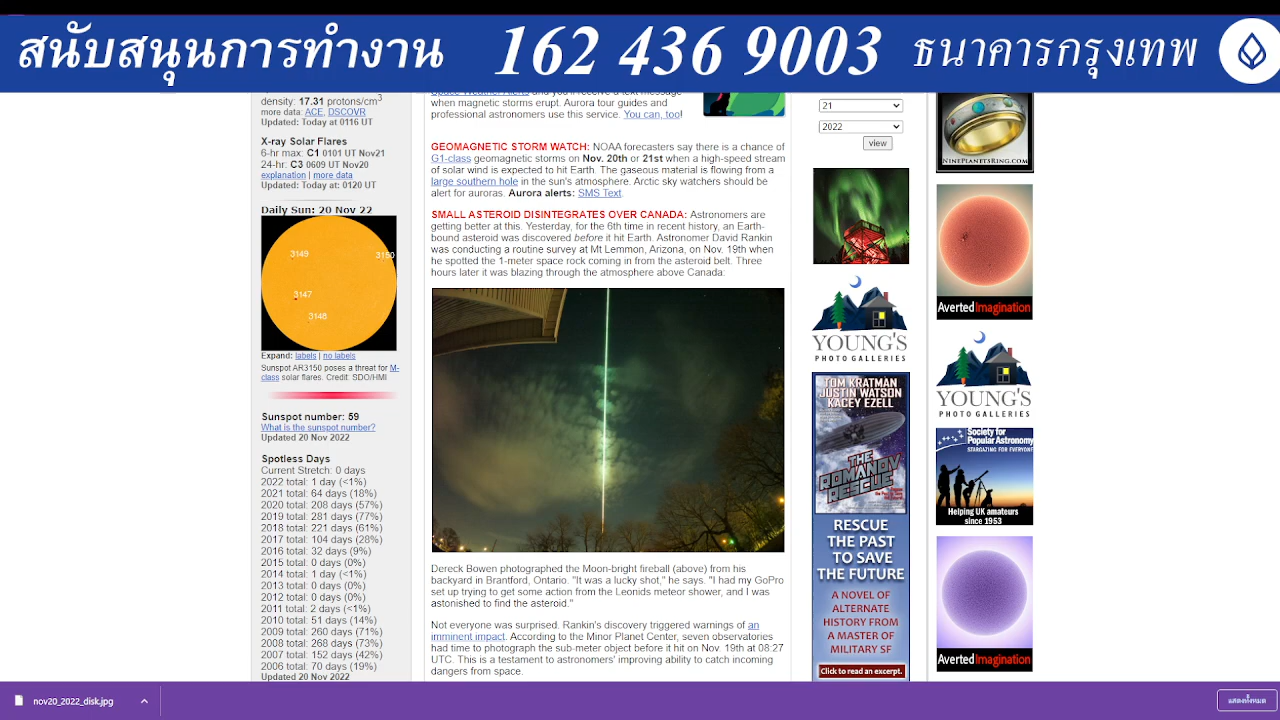 สนับสนุนการทำงาน 162 436 9003 ธนาคารกรุงเทพ
density: 17.31 protons/cm3
more data: ACE, DSCOVR
Updated: Today at 0116 UT
X-ray Solar Flares
6-hr max: C1 0101 UT Nov21
24-hr: C3 0609 UT Nov20
explanation | more data
Updated: Today at: 0120 UT
Daily Sun: 20 Nov 22
3149
3150
3147
3148
Expand: labels | no labels
Sunspot AR3150 poses a threat for M-
class solar flares. Credit: SDO/HMI
Sunspot number: 59
What is the sunspot number?
Updated 20 Nov 2022
Spotless Days
Current Stretch: 0 days
2022 total: 1 day (<1%)
2021 total: 64 days (18%)
2020 total: 208 days (57%)
2019 total: 281 days (77%)
2018 total: 221 days (61%)
2017 total: 104 days (28%)
2016 total: 32 days (9%)
2015 total: 0 days (0%)
2014 total: 1 day (<1%)
2013 total: 0 days (0%)
2012 total: 0 days (0%)
2011 total: 2 days (<1%)
2010 total: 51 days (14%)
2009 total: 260 days (71%)
2008 total: 268 days (73%)
2007 total: 152 days (42%)
2006 total: 70 days (19%)
Updated 20 Nov 2022
Space Weather Alerts and you'll receive a text message
when magnetic storms erupt. Aurora tour guides and
professional astronomers use this service. You can, too!
GEOMAGNETIC STORM WATCH: NOAA forecasters say there is a chance of
G1-class geomagnetic storms on Nov. 20th or 21st when a high-speed stream
of solar wind is expected to hit Earth. The gaseous material is flowing from a
large southern hole in the sun's atmosphere. Arctic sky watchers should be
alert for auroras. Aurora alerts: SMS Text.
SMALL ASTEROID DISINTEGRATES OVER CANADA: Astronomers are
getting better at this. Yesterday, for the 6th time in recent history, an Earth-
bound asteroid was discovered before it hit Earth. Astronomer David Rankin
was conducting a routine survey at Mt Lemmon, Arizona, on Nov. 19th when
he spotted the 1-meter space rock coming in from the asteroid belt. Three
hours later it was blazing through the atmosphere above Canada:
Dereck Bowen photographed the Moon-bright fireball (above) from his
backyard in Brantford, Ontario. "It was a lucky shot," he says. "I had my GoPro
set up trying to get some action from the Leonids meteor shower, and I was
astonished to find the asteroid."
Not everyone was surprised. Rankin's discovery triggered warnings of an
imminent impact. According to the Minor Planet Center, seven observatories
had time to photograph the sub-meter object before it hit on Nov. 19th at 08:27
UTC. This is a testament to astronomers' improving ability to catch incoming
dangers from space.
21
2022
view
YOUNG'S
PHOTO GALLERIES
TOM KRATMAN
JUSTIN WATSON
KACEY EZELL
THE
ROMANOV
RESCUE
RESCUE
THE PAST
TO SAVE
THE FUTURE
A NOVEL OF
ALTERNATE
HISTORY FROM
A MASTER OF
MILITARY SF
Click to read an excerpt.
NINEPLANETSRING.COM
AvertedImagination
YOUNG'S
PHOTO GALLERIES
Society for
Popular Astronomy
STARGAZING FOR EVERYONE
Helping UK amateurs
since 1953
AvertedImagination
nov20_2022_disk.jpg
แสดงทั้งหมด